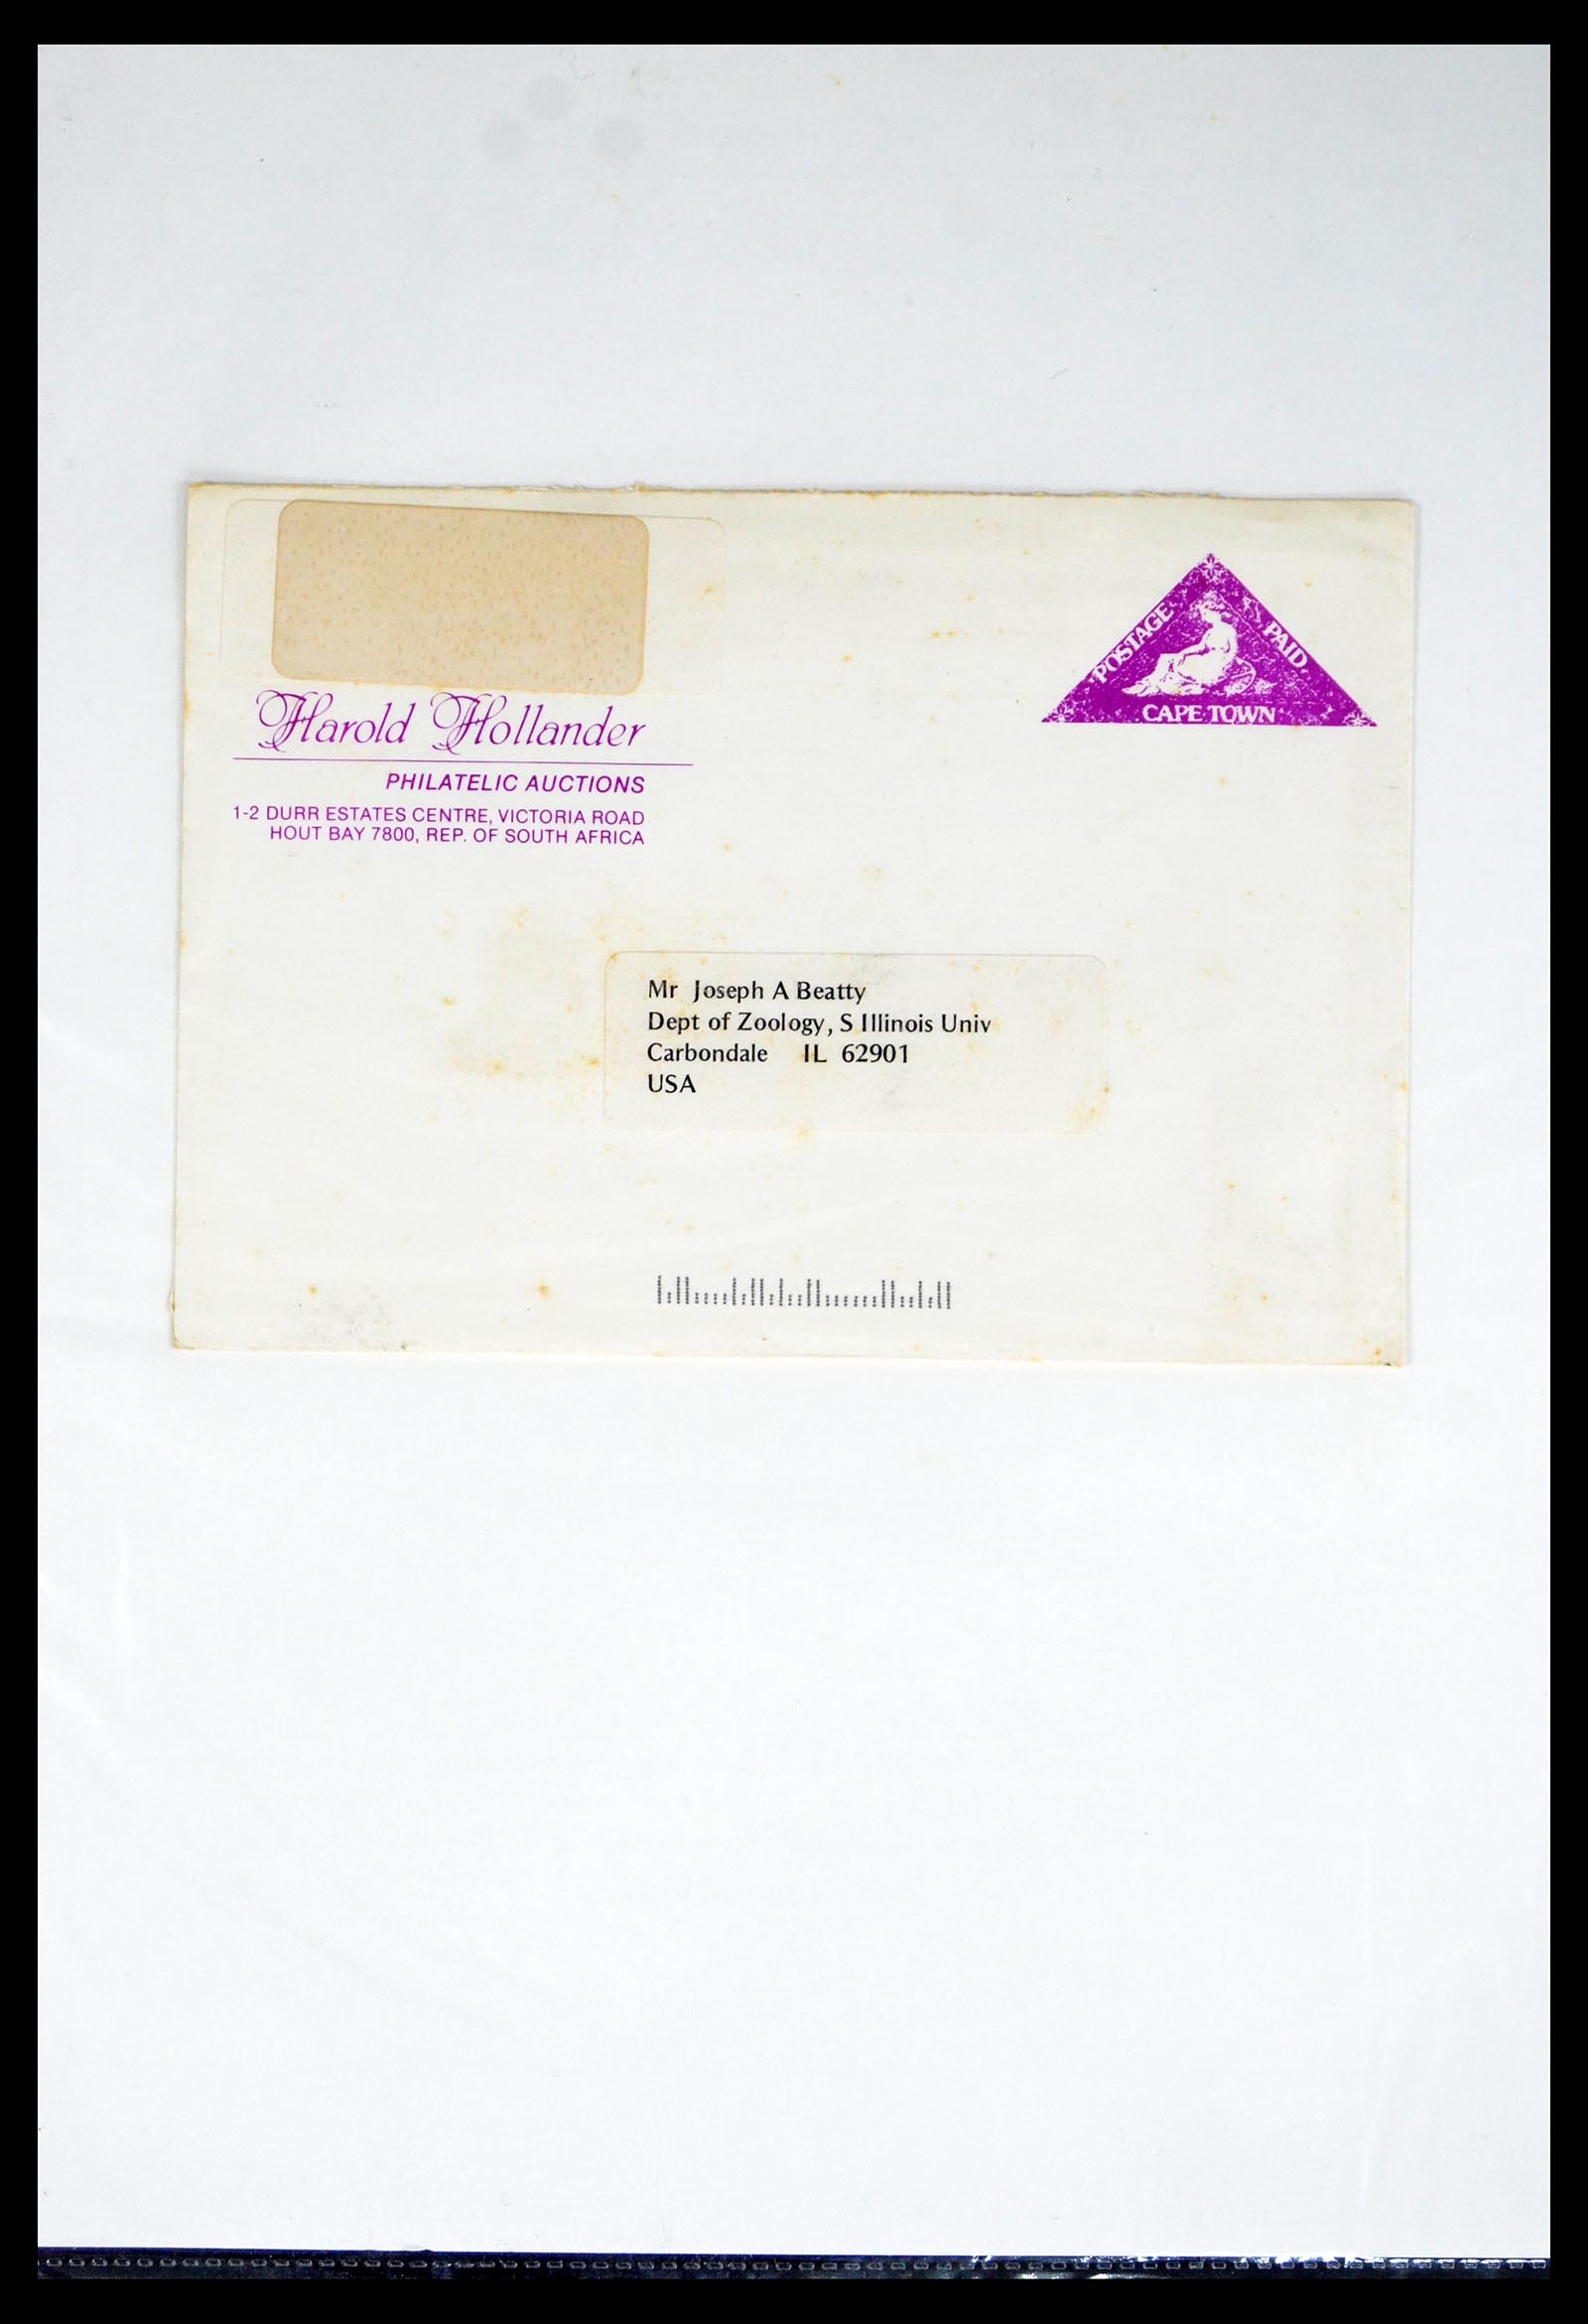 Harold Hollander
PHILATELIC AUCTIONS
1-2 DURR ESTATES CENTRE, VICTORIA ROAD
HOUT BAY 7800, REP. OF SOUTH AFRICA
POSTAGE
PAID
CAPE TOWN
Mr Joseph A Beatty
Dept of Zoology, S Illinois Univ
Carbondale IL 62901
USA